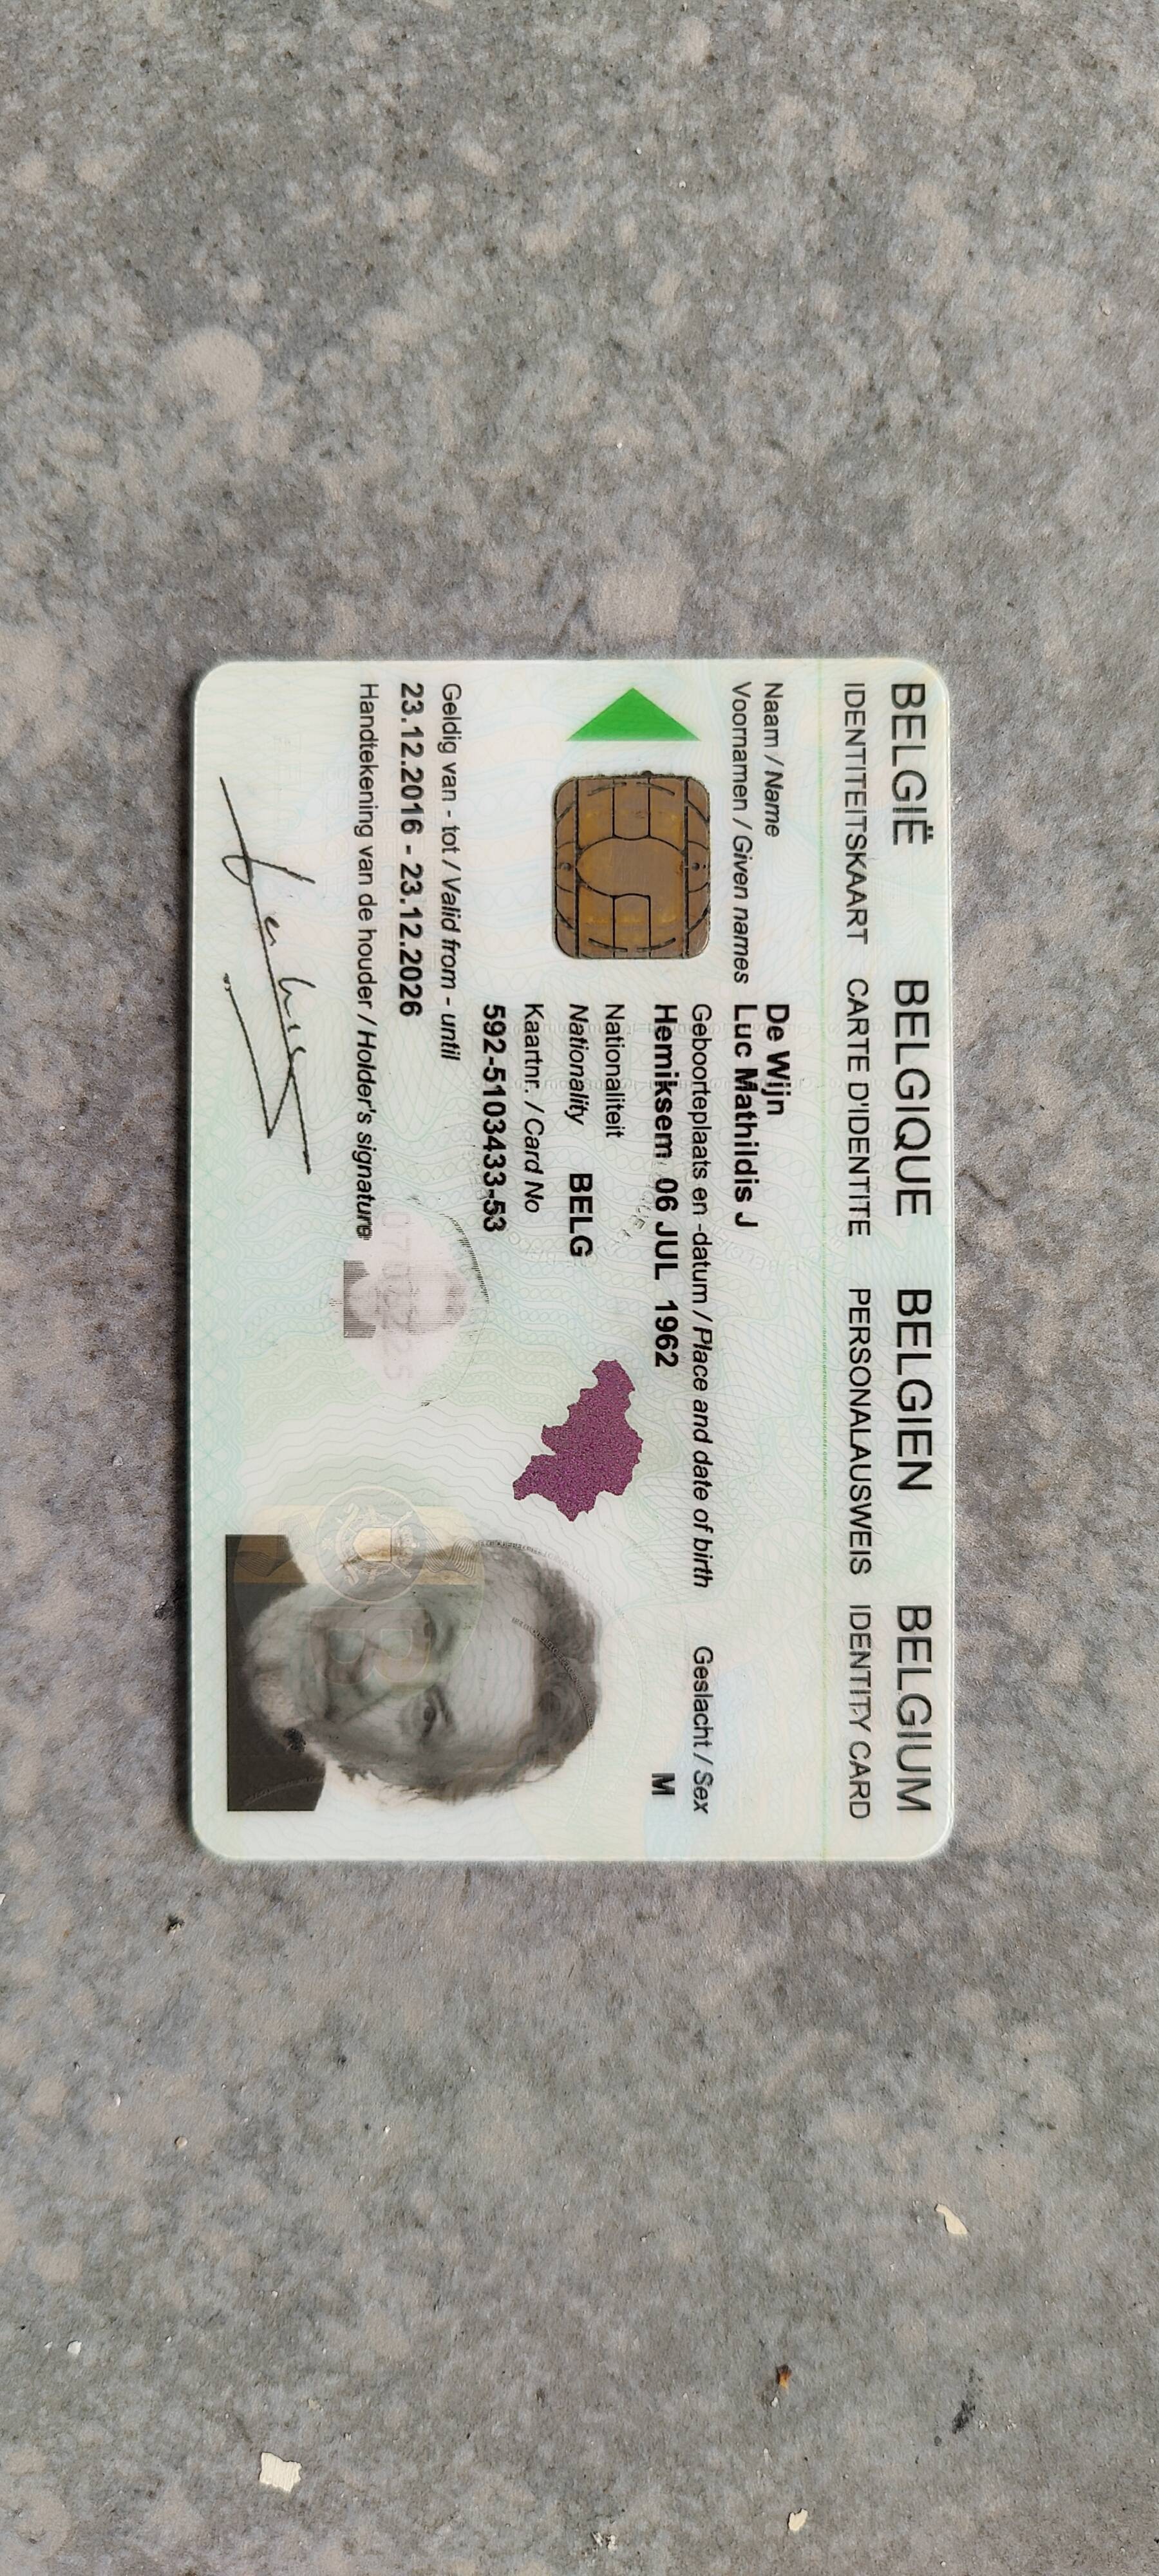 BELGIË BELGIQUE BELGIEN BELGIUM
IDENTITEITSKAART CARTE D'IDENTITE PERSONALAUSWEIS IDENTITY CARD
Naam / Name De Wijn
Voornamen / Given names Luc Mathildis J
Geboorteplaats en -datum / Place and date of birth Geslacht / Sex
Hemiksem 06 JUL 1962 M
Nationaliteit
Nationality BELG
Kaartnr. / Card No
592-5103433-53
Geldig van - tot / Valid from - until
23.12.2016 - 23.12.2026
Handtekening van de houder / Holder's signature